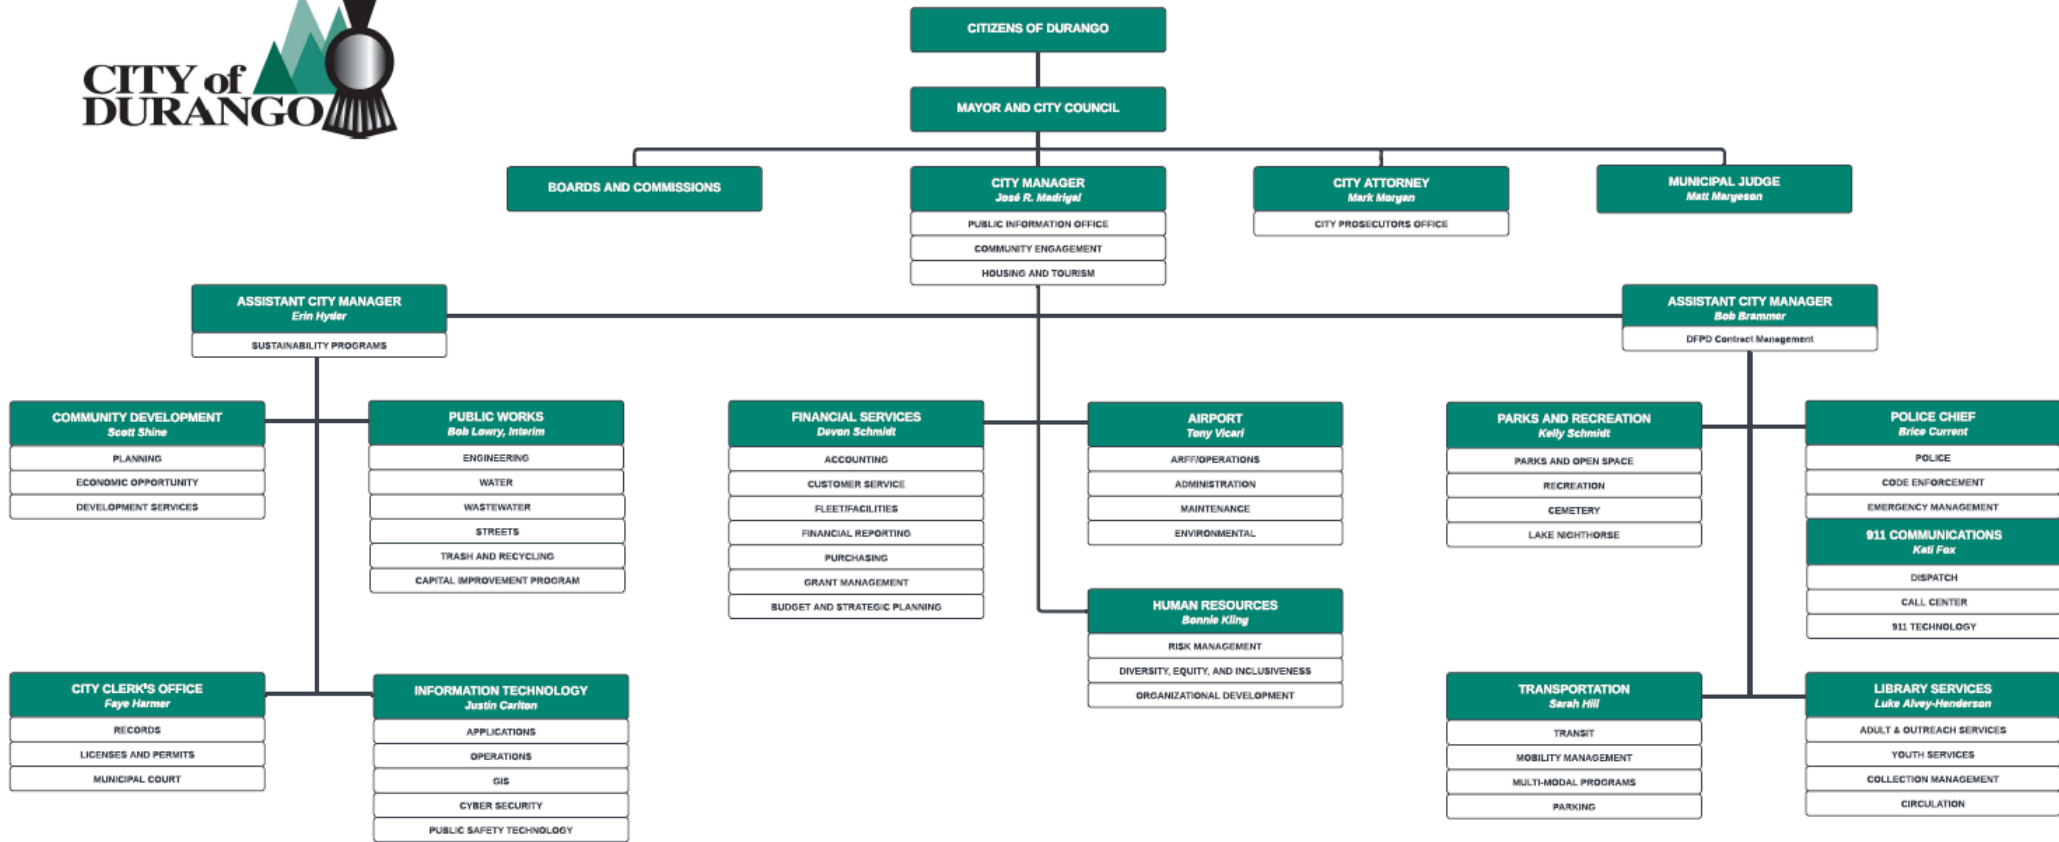 CITY of
DURANGO
CITIZENS OF DURANGO
MAYOR AND CITY COUNCIL
BOARDS AND COMMISSIONS
CITY MANAGER
José R. Madrigal
PUBLIC INFORMATION OFFICE
COMMUNITY ENGAGEMENT
HOUSING AND TOURISM
CITY ATTORNEY
Mark Morgan
CITY PROSECUTORS OFFICE
MUNICIPAL JUDGE
Matt Margeson
ASSISTANT CITY MANAGER
Erin Hyder
SUSTAINABILITY PROGRAMS
ASSISTANT CITY MANAGER
Bob Brammer
DFPD Contract Management
COMMUNITY DEVELOPMENT
Scott Shine
PLANNING
ECONOMIC OPPORTUNITY
DEVELOPMENT SERVICES
PUBLIC WORKS
Bob Lowry, Interim
ENGINEERING
WATER
WASTEWATER
STREETS
TRASH AND RECYCLING
CAPITAL IMPROVEMENT PROGRAM
FINANCIAL SERVICES
Devon Schmidt
ACCOUNTING
CUSTOMER SERVICE
FLEET/FACILITIES
FINANCIAL REPORTING
PURCHASING
GRANT MANAGEMENT
BUDGET AND STRATEGIC PLANNING
AIRPORT
Tony Vicari
ARFF/OPERATIONS
ADMINISTRATION
MAINTENANCE
ENVIRONMENTAL
HUMAN RESOURCES
Bonnie Kling
RISK MANAGEMENT
DIVERSITY, EQUITY, AND INCLUSIVENESS
ORGANIZATIONAL DEVELOPMENT
PARKS AND RECREATION
Kelly Schmidt
PARKS AND OPEN SPACE
RECREATION
CEMETERY
LAKE NIGHTHORSE
POLICE CHIEF
Brice Current
POLICE
CODE ENFORCEMENT
EMERGENCY MANAGEMENT
911 COMMUNICATIONS
Kati Fox
DISPATCH
CALL CENTER
911 TECHNOLOGY
CITY CLERK'S OFFICE
Faye Harmer
RECORDS
LICENSES AND PERMITS
MUNICIPAL COURT
INFORMATION TECHNOLOGY
Justin Carlton
APPLICATIONS
OPERATIONS
GIS
CYBER SECURITY
PUBLIC SAFETY TECHNOLOGY
TRANSPORTATION
Sarah Hill
TRANSIT
MOBILITY MANAGEMENT
MULTI-MODAL PROGRAMS
PARKING
LIBRARY SERVICES
Luke Alvey-Henderson
ADULT & OUTREACH SERVICES
YOUTH SERVICES
COLLECTION MANAGEMENT
CIRCULATION